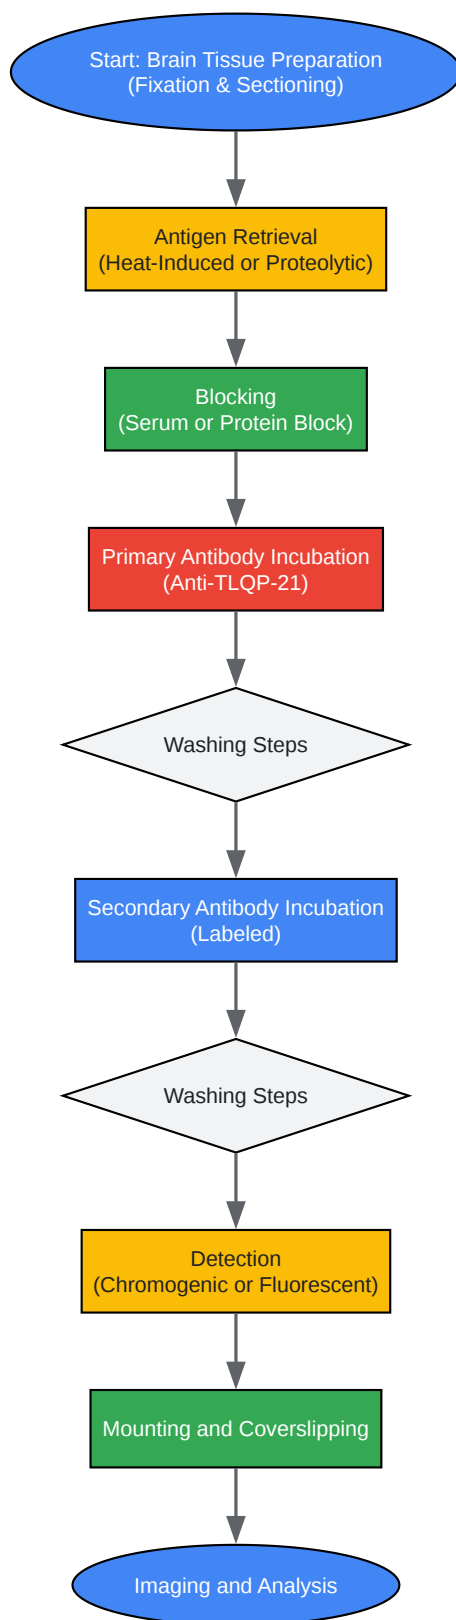 Start: Brain Tissue Preparation
(Fixation & Sectioning)
Antigen Retrieval
(Heat-Induced or Proteolytic)
Blocking
(Serum or Protein Block)
Primary Antibody Incubation
(Anti-TLQP-21)
Washing Steps
Secondary Antibody Incubation
(Labeled)
Washing Steps
Detection
(Chromogenic or Fluorescent)
Mounting and Coverslipping
Imaging and Analysis